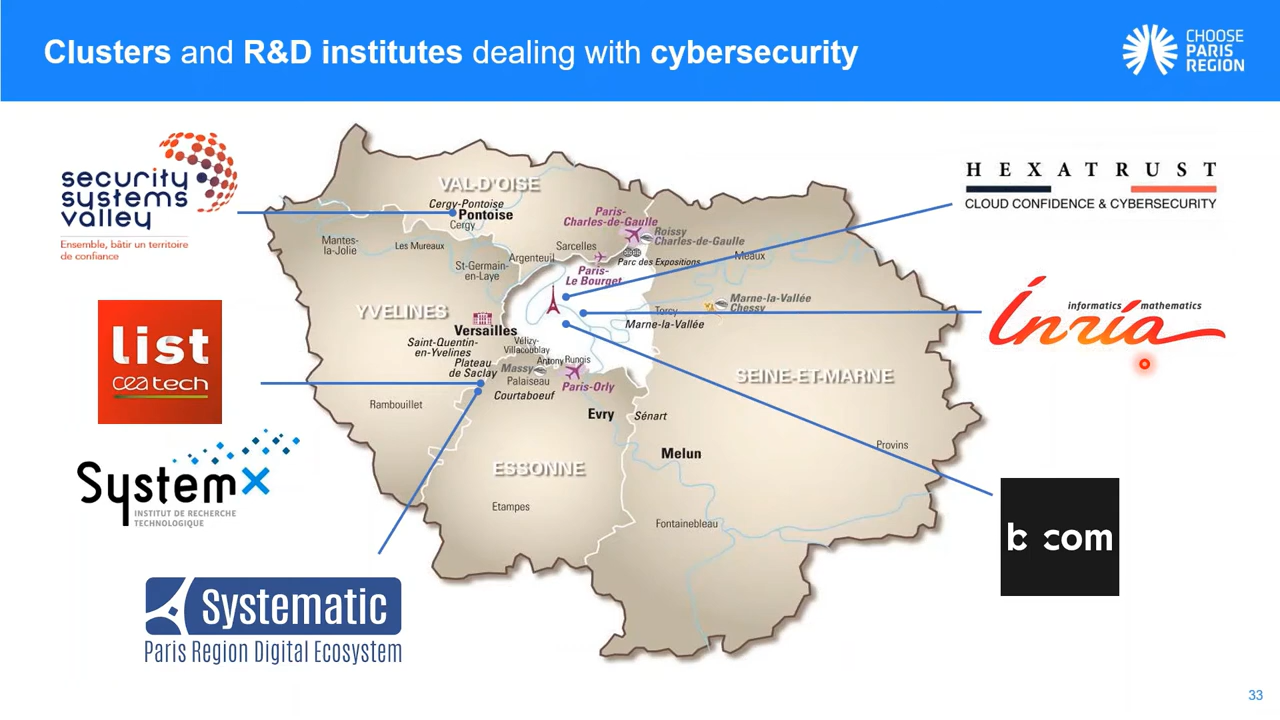 Clusters and R&D institutes dealing with cybersecurity
CHOOSE
PARIS
REGION
security
systems
valley
Ensemble, bâtir un territoire
de confiance
list
ceatech
System X
INSTITUT DE RECHERCHE
TECHNOLOGIQUE
Systematic
Paris Region Digital Ecosystem
VAL-D'OISE
Cergy-Pontoise
Pontoise
Cergy
Paris-
Charles-de-Gaulle
Roissy
Charles-de-Gaulle
Mantes-
la-Jolie
Les Mureaux
Sarcelles
Argenteuil
Parc des Expositions
Meaux
St-Germain-
en-Laye
Paris-
Le Bourget
YVELINES
Versailles
Marne-la-Vallée
Chessy
Torcy
Marne-la-Vallée
Saint-Quentin-
en-Yvelines
Vélizy-
Villacoublay
Plateau
de Saclay
Antony
Rungis
Massy
Palaiseau
Paris-Orly
Courtaboeuf
SEINE-ET-MARNE
Rambouillet
Evry
Sénart
Provins
Melun
ESSONNE
Etampes
Fontainebleau
HEXATRUST
CLOUD CONFIDENCE & CYBERSECURITY
informatics mathematics
Inria
b com
33